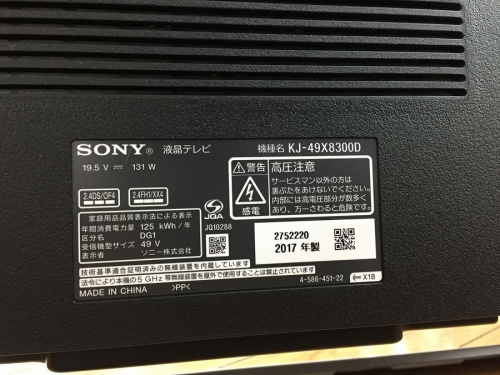 SONY® 液晶テレビ
機種名 KJ-49X8300D
19.5 V ⎓ 131 W
2.4DS/OF4 2.4FH1/XX4
家庭用品品質表示法による表示
年間消費電力量 125 kWh/年
区分名 DG1
受信機型サイズ 49 V
表示者 ソニー株式会社
JQA
JQ10288
警告 高圧注意
サービスマン以外の方は
裏ぶたをあけないでください。
内部には高電圧部分が数多く
あり、万一さわると危険です。
感電
2752220
2017 年製
技術基準適合証明済みの無線装置を内蔵しています
法令により本機の5 GHz 帯無線装置を屋外で使用することは禁止されています
4-586-451-22
X18
MADE IN CHINA >PP<